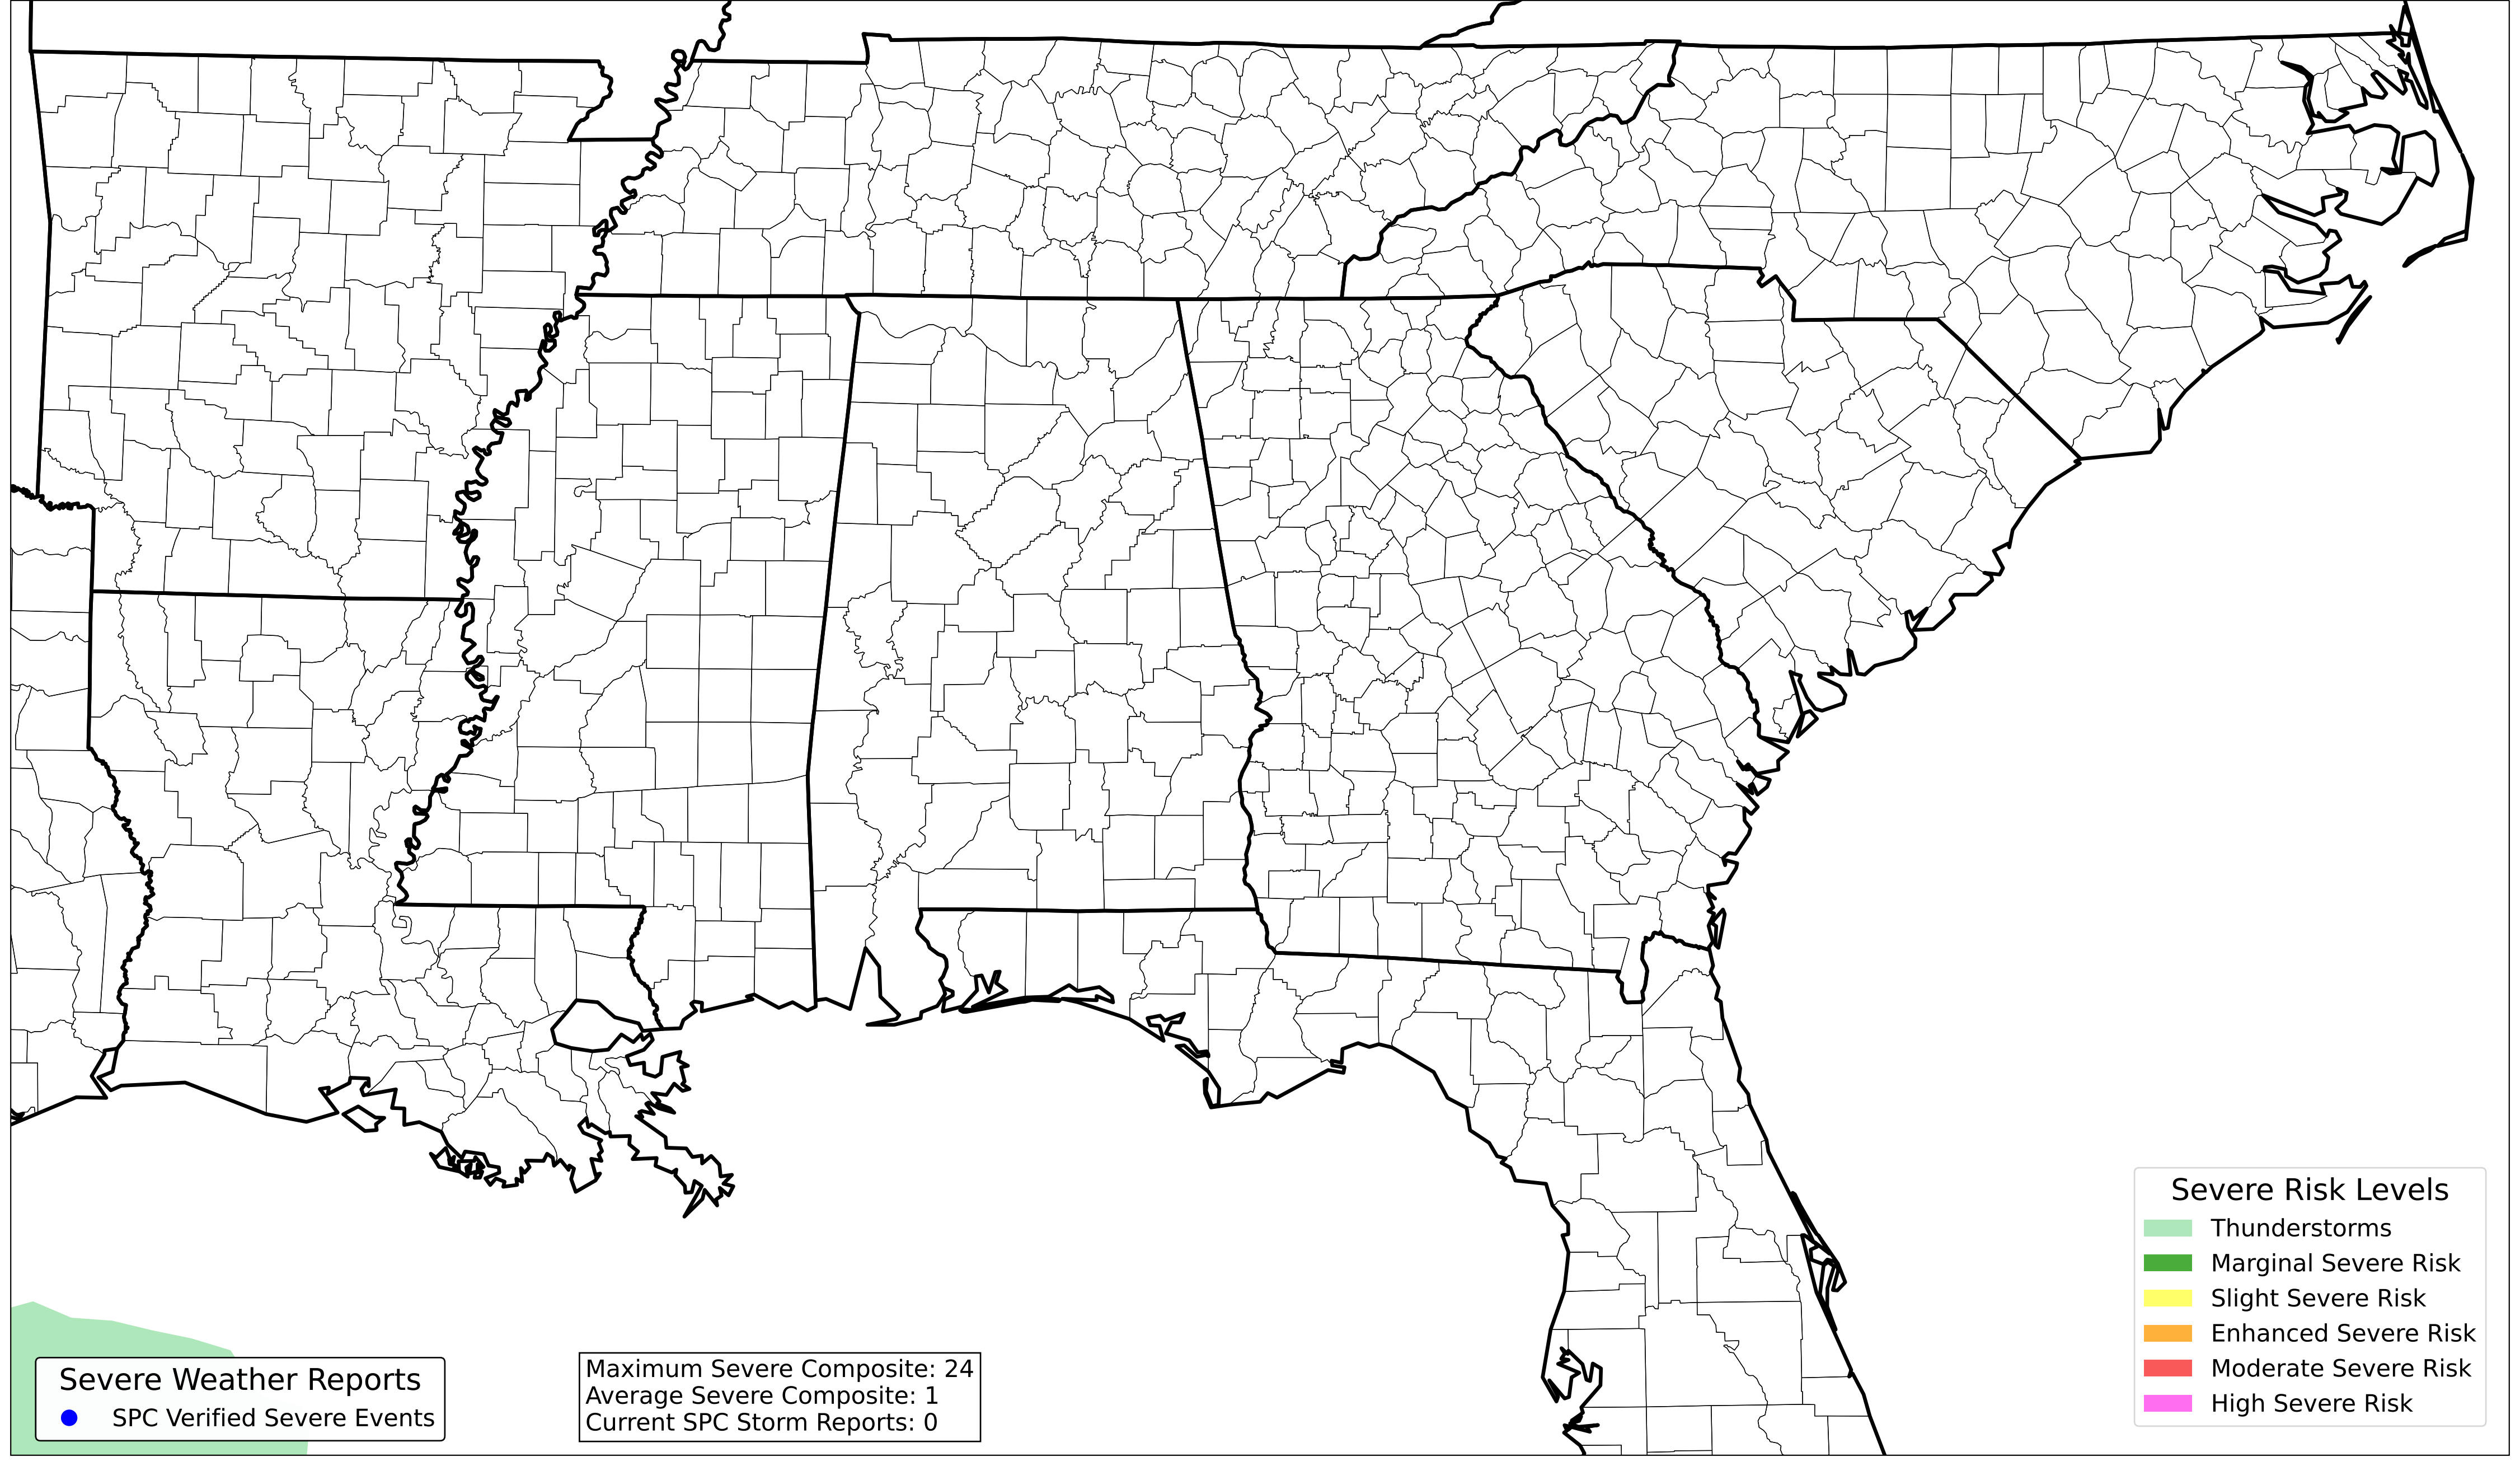 Severe Weather Reports
SPC Verified Severe Events
Maximum Severe Composite: 24
Average Severe Composite: 1
Current SPC Storm Reports: 0
Severe Risk Levels
Thunderstorms
Marginal Severe Risk
Slight Severe Risk
Enhanced Severe Risk
Moderate Severe Risk
High Severe Risk